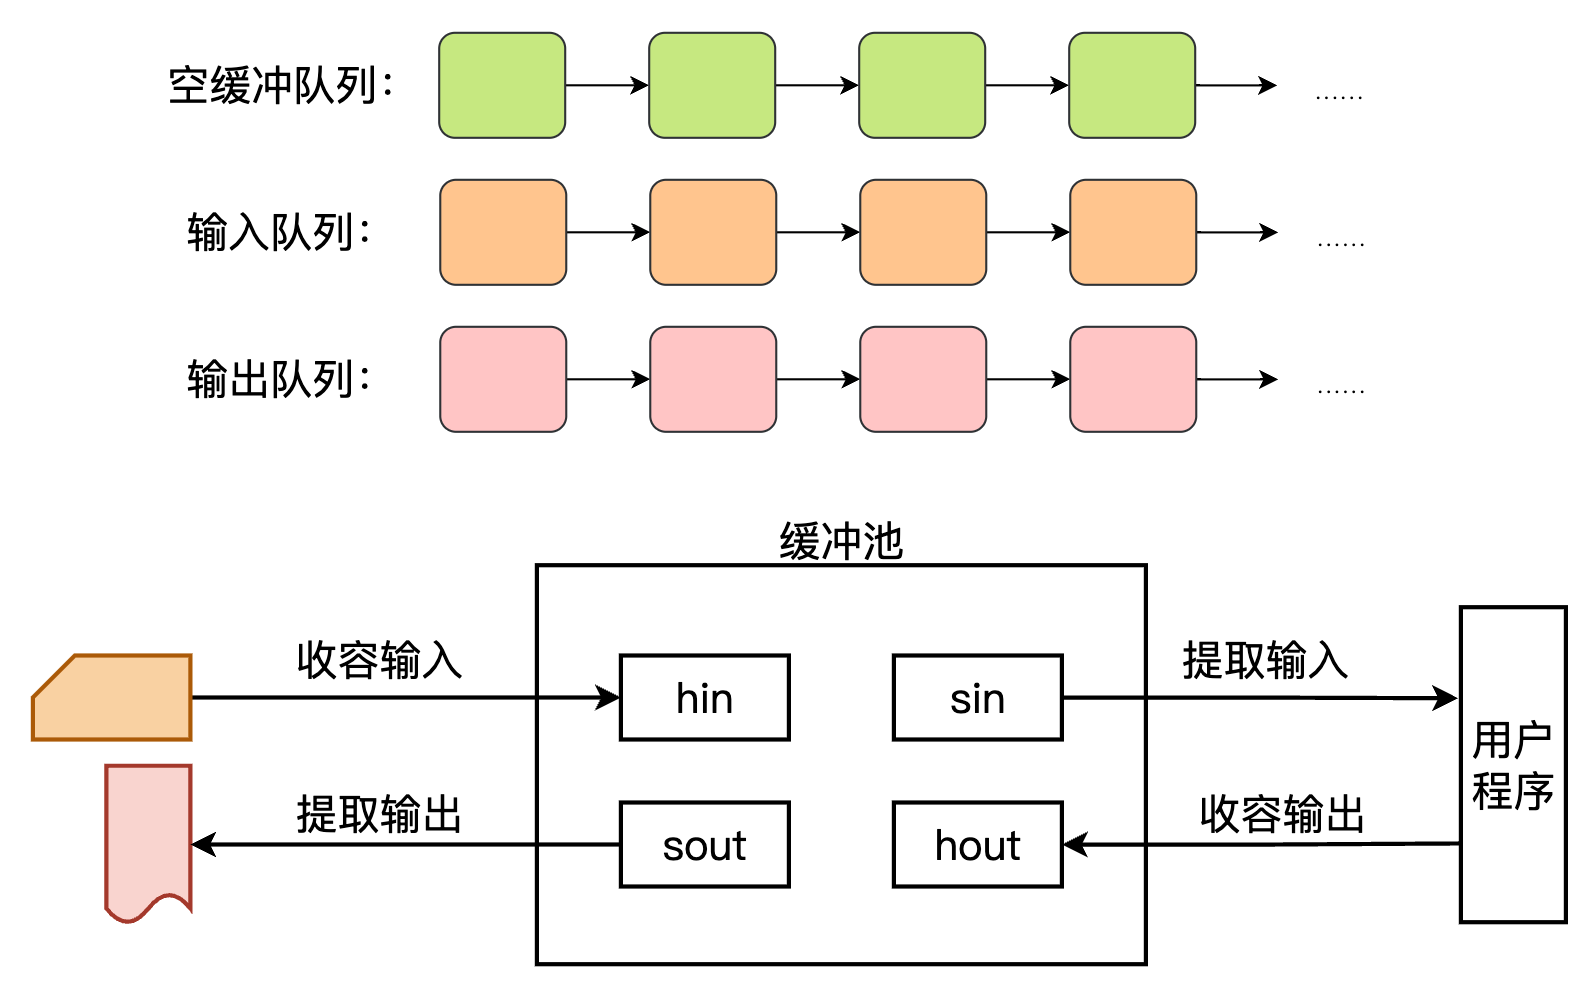 空缓冲队列： ......
输入队列： ......
输出队列： ......
缓冲池
收容输入
hin
sin
提取输入
提取输出
sout
hout
收容输出
用户
程序